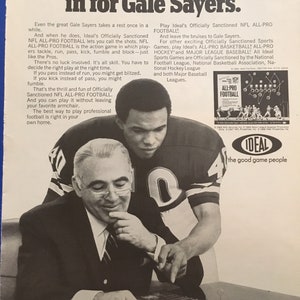 in for Gale Sayers.
Even the great Gale Sayers takes a rest once in a while.
And when he does, Ideal's Officially Sanctioned NFL ALL-PRO FOOTBALL lets you call the shots. NFL ALL-PRO FOOTBALL is the action game in which players tackle, run, pass, kick, fumble and block—just like the Pros.
There's no luck involved. It's all skill. You have to decide the right play at the right time.
If you pass instead of run, you might get blitzed.
If you kick instead of pass, you might fumble.
That's the thrill and fun of Officially Sanctioned NFL ALL-PRO FOOTBALL.
And you can play it without leaving your favorite armchair.
The best way to play professional football is right in your own home.
Play Ideal's Officially Sanctioned NFL ALL-PRO FOOTBALL!
And leave the bruises to Gale Sayers.
For other exciting Officially Sanctioned Sports Games, play Ideal's ALL-PRO BASKETBALL! ALL-PRO HOCKEY! and MAJOR LEAGUE BASEBALL! All Ideal Sports Games are Officially Sanctioned by the National Football League, National Basketball Association, National Hockey League and both Major Baseball Leagues.
IDEAL
the good game people